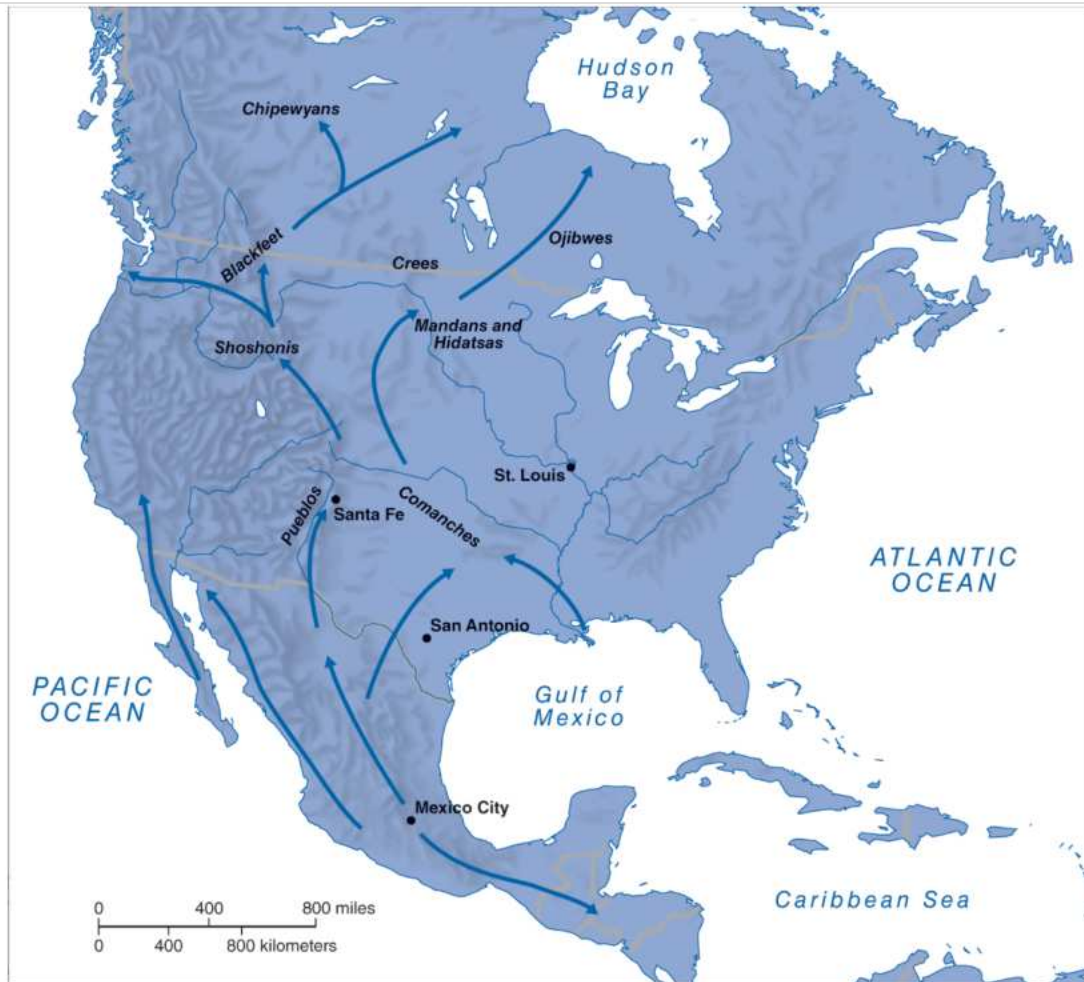 Hudson
Bay
Chipewyans
Ojibwes
Blackfeet
Crees
Mandans and
Hidatsas
Shoshonis
St. Louis
Pueblos
Santa Fe
Comanches
ATLANTIC
OCEAN
San Antonio
PACIFIC
OCEAN
Gulf of
Mexico
Mexico City
Caribbean Sea
0 400 800 miles
0 400 800 kilometers